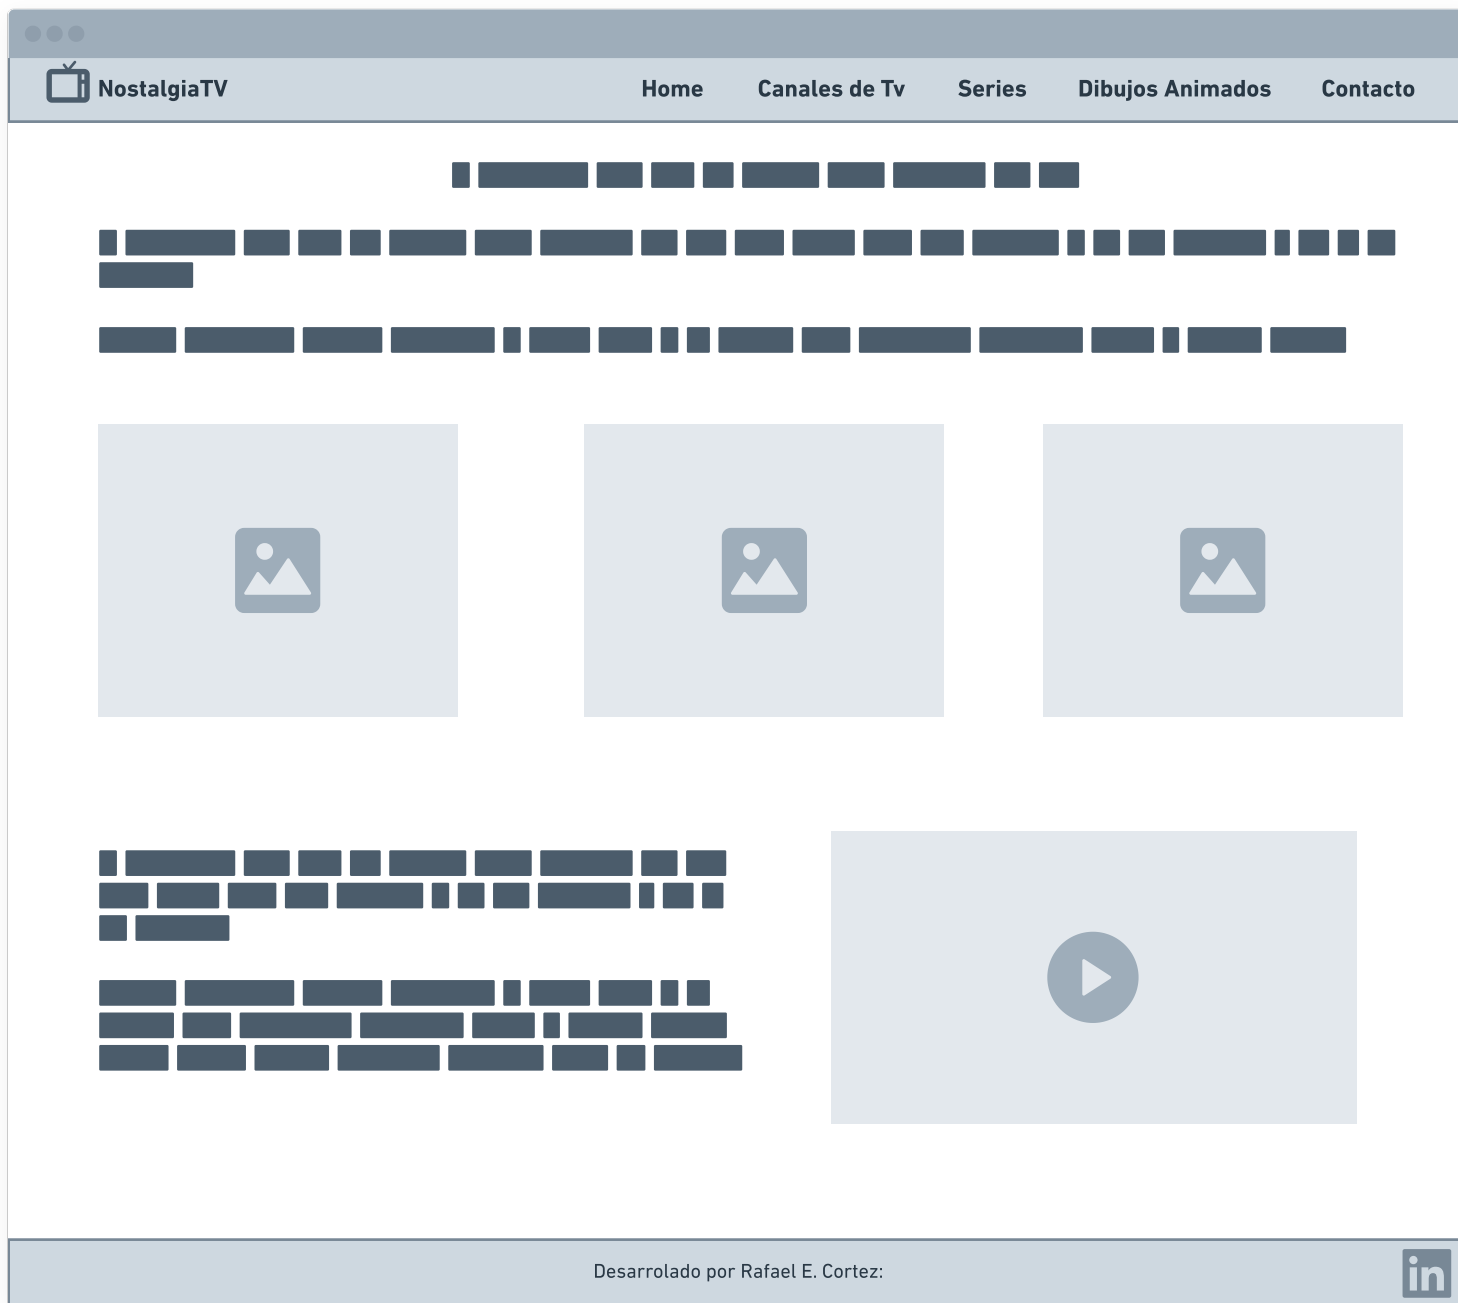 NostalgiaTV
Home Canales de Tv Series Dibujos Animados Contacto
Desarrolado por Rafael E. Cortez:
in